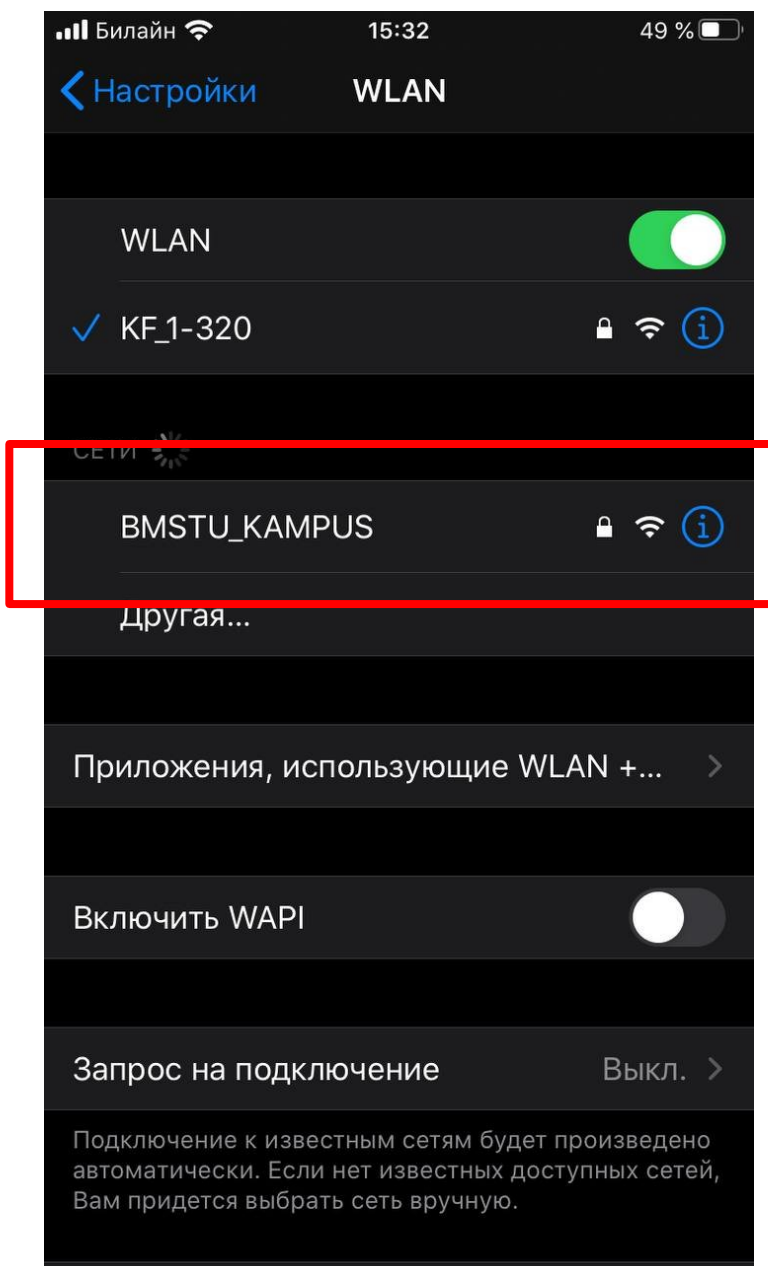 Билайн 15:32 49 %
Настройки WLAN
WLAN
KF_1-320
СЕТИ
BMSTU_KAMPUS
Другая...
Приложения, использующие WLAN +...
Включить WAPI
Запрос на подключение Выкл.
Подключение к известным сетям будет произведено
автоматически. Если нет известных доступных сетей,
Вам придется выбрать сеть вручную.